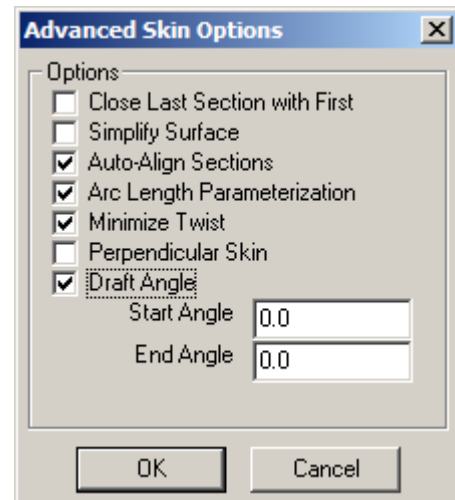 Advanced Skin Options
Options
Close Last Section with First
Simplify Surface
Auto-Align Sections
Arc Length Parameterization
Minimize Twist
Perpendicular Skin
Draft Angle
Start Angle 0.0
End Angle 0.0
OK Cancel